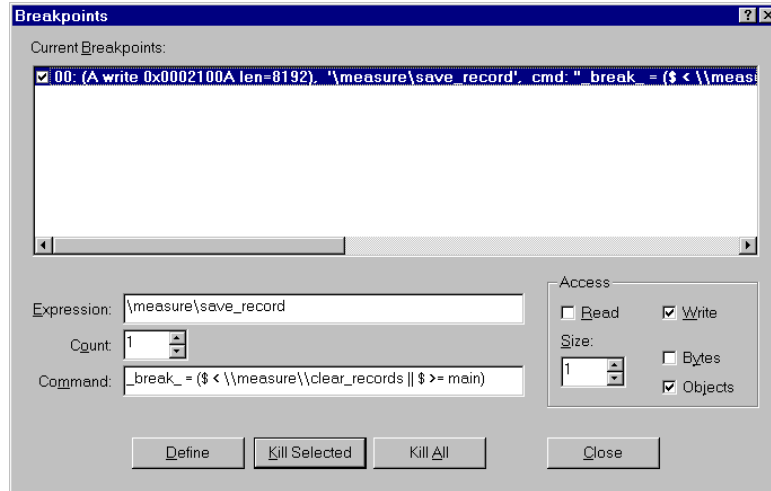 Breakpoints
Current Breakpoints:
00: (A write 0x0002100A len=8192), '\measure\save_record', cmd: "_break_ = ($ < \\meas
Access
Expression: \measure\save_record
Read Write
Count: 1
Size:
1
Bytes
Command: _break_ = ($ < \\measure\\clear_records || $ >= main)
Objects
Define Kill Selected Kill All Close